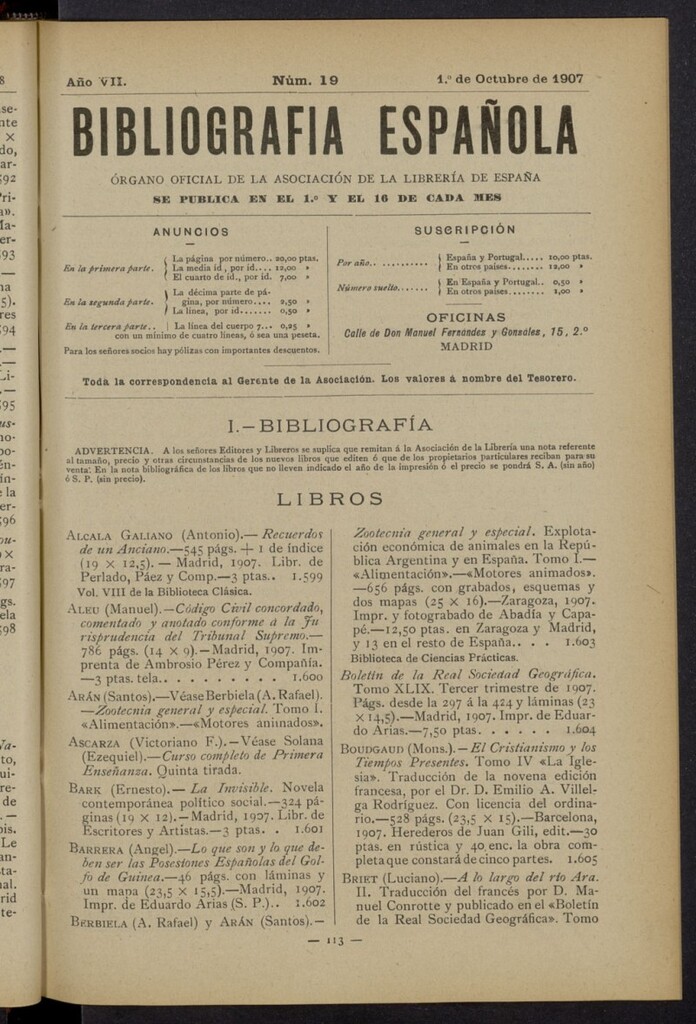 Año VII. Núm. 19 1.º de Octubre de 1907
BIBLIOGRAFIA ESPAÑOLA
ÓRGANO OFICIAL DE LA ASOCIACIÓN DE LA LIBRERÍA DE ESPAÑA
SE PUBLICA EN EL 1.º Y EL 16 DE CADA MES
ANUNCIOS
En la primera parte. La página por número.. 20,00 ptas.
La media id , por id.... 12,00 »
El cuarto de id., por id. 7,00 »
En la segunda parte. La décima parte de pá-
gina, por número.... 2,50 »
La línea, por id....... 0,50 »
En la tercera parte.. La línea del cuerpo 7... 0,25 »
con un mínimo de cuatro líneas, ó sea una peseta.
Para los señores socios hay pólizas con importantes descuentos.
SUSCRIPCIÓN
Por año.. .......... España y Portugal..... 10,00 ptas.
En otros países........ 12,00 »
Número suelto....... En España y Portugal.. 0,50 »
En otros países........ 1,00 »
OFICINAS
Calle de Don Manuel Fernández y González, 15, 2.º
MADRID
Toda la correspondencia al Gerente de la Asociación. Los valores á nombre del Tesorero.
I.—BIBLIOGRAFÍA
ADVERTENCIA. A los señores Editores y Libreros se suplica que remitan á la Asociación de la Librería una nota referente
al tamaño, precio y otras circunstancias de los nuevos libros que editen ó que de los propietarios particulares reciban para su
venta. En la nota bibliográfica de los libros que no lleven indicado el año de la impresión ó el precio se pondrá S. A. (sin año)
ó S. P. (sin precio).
LIBROS
ALCALA GALIANO (Antonio).—Recuerdos
de un Anciano.—545 págs. + 1 de índice
(19 × 12,5). — Madrid, 1907. Libr. de
Perlado, Páez y Comp.—3 ptas.. 1.599
Vol. VIII de la Biblioteca Clásica.
ALEU (Manuel).—Código Civil concordado,
comentado y anotado conforme á la Ju
risprudencia del Tribunal Supremo.—
786 págs. (14 × 9).—Madrid, 1907. Im-
prenta de Ambrosio Pérez y Compañía.
—3 ptas. tela. . . . . . . . . 1.600
ARÁN (Santos).—Véase Berbiela (A. Rafael).
—Zootecnia general y especial. Tomo I.
«Alimentación».—«Motores aninados».
ASCARZA (Victoriano F.).—Véase Solana
(Ezequiel).—Curso completo de Primera
Enseñanza. Quinta tirada.
BARK (Ernesto).— La Invisible. Novela
contemporánea político social.—324 pá-
ginas (19 × 12).—Madrid, 1907. Libr. de
Escritores y Artistas.—3 ptas. . 1.601
BARRERA (Angel).—Lo que son y lo que de-
ben ser las Posesiones Españolas del Gol-
fo de Guinea.—46 págs. con láminas y
un mapa (23,5 × 15,5).—Madrid, 1907.
Impr. de Eduardo Arias (S. P.).. 1.602
BERBIELA (A. Rafael) y ARÁN (Santos).—
Zootecnia general y especial. Explota-
ción económica de animales en la Repú-
blica Argentina y en España. Tomo I.—
«Alimentación».—«Motores animados».
—656 págs. con grabados, esquemas y
dos mapas (25 × 16).—Zaragoza, 1907.
Impr. y fotograbado de Abadía y Capa-
pé.—12,50 ptas. en Zaragoza y Madrid,
y 13 en el resto de España. . . 1.603
Biblioteca de Ciencias Prácticas.
Boletín de la Real Sociedad Geográfica.
Tomo XLIX. Tercer trimestre de 1907.
Págs. desde la 297 á la 424 y láminas (23
× 14,5).—Madrid, 1907. Impr. de Eduar-
do Arias.—7,50 ptas. . . . . . 1.604
BOUDGAUD (Mons.).—El Cristianismo y los
Tiempos Presentes. Tomo IV «La Igle-
sia». Traducción de la novena edición
francesa, por el Dr. D. Emilio A. Villel-
ga Rodríguez. Con licencia del ordina-
rio.—528 págs. (23,5 × 15).—Barcelona,
1907. Herederos de Juan Gili, edit.—30
ptas. en rústica y 40 enc. la obra com-
pleta que constará de cinco partes. 1.605
BRIET (Luciano).—A lo largo del río Ara.
II. Traducción del francés por D. Ma-
nuel Conrotte y publicado en el «Boletín
de la Real Sociedad Geográfica». Tomo
— 113 —